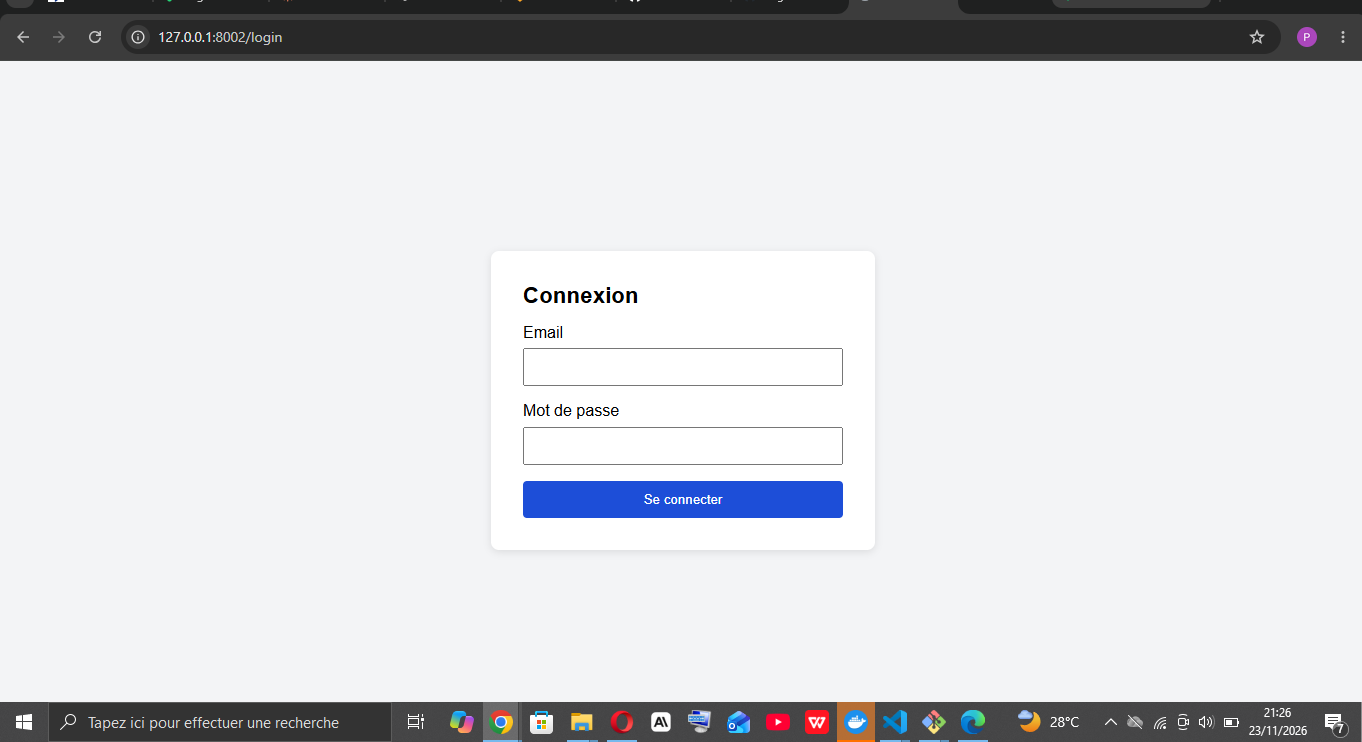 127.0.0.1:8002/login
P
Connexion
Email
Mot de passe
Se connecter
Tapez ici pour effectuer une recherche
28°C
21:26
23/11/2026
7